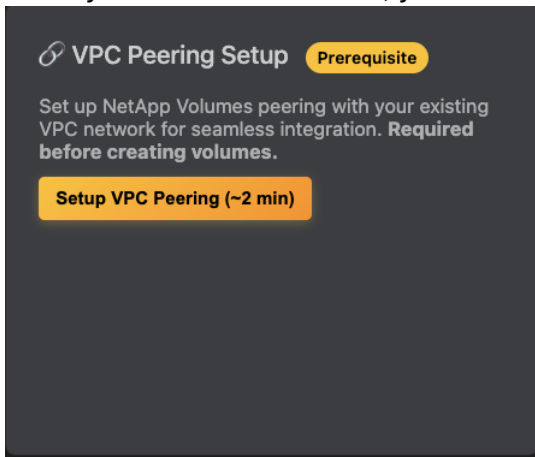 VPC Peering Setup Prerequisite
Set up NetApp Volumes peering with your existing
VPC network for seamless integration. Required
before creating volumes.
Setup VPC Peering (~2 min)